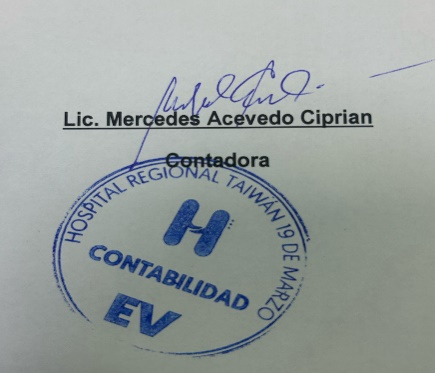 Lic. Mercedes Acevedo Ciprian
Contadora
HOSPITAL REGIONAL TAIWÁN 19 DE MARZO
H
CONTABILIDAD
EV